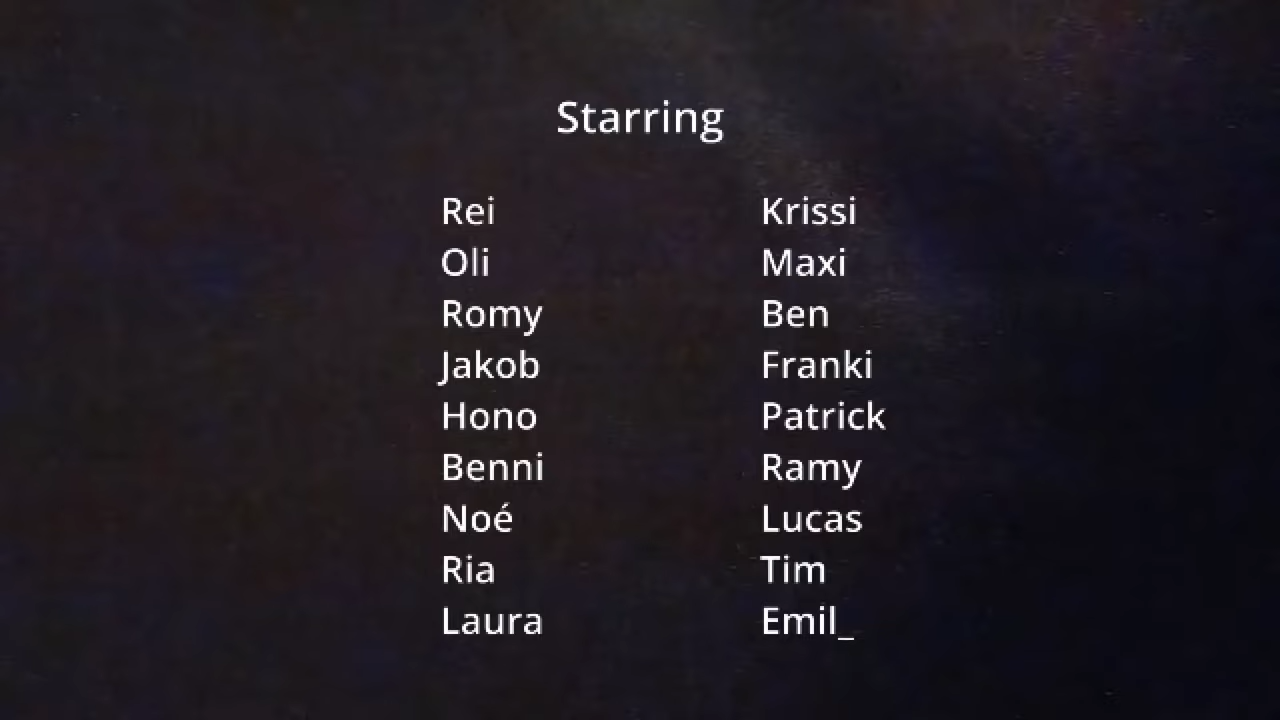 Starring
Rei
Oli
Romy
Jakob
Hono
Benni
Noé
Ria
Laura
Krissi
Maxi
Ben
Franki
Patrick
Ramy
Lucas
Tim
Emil_